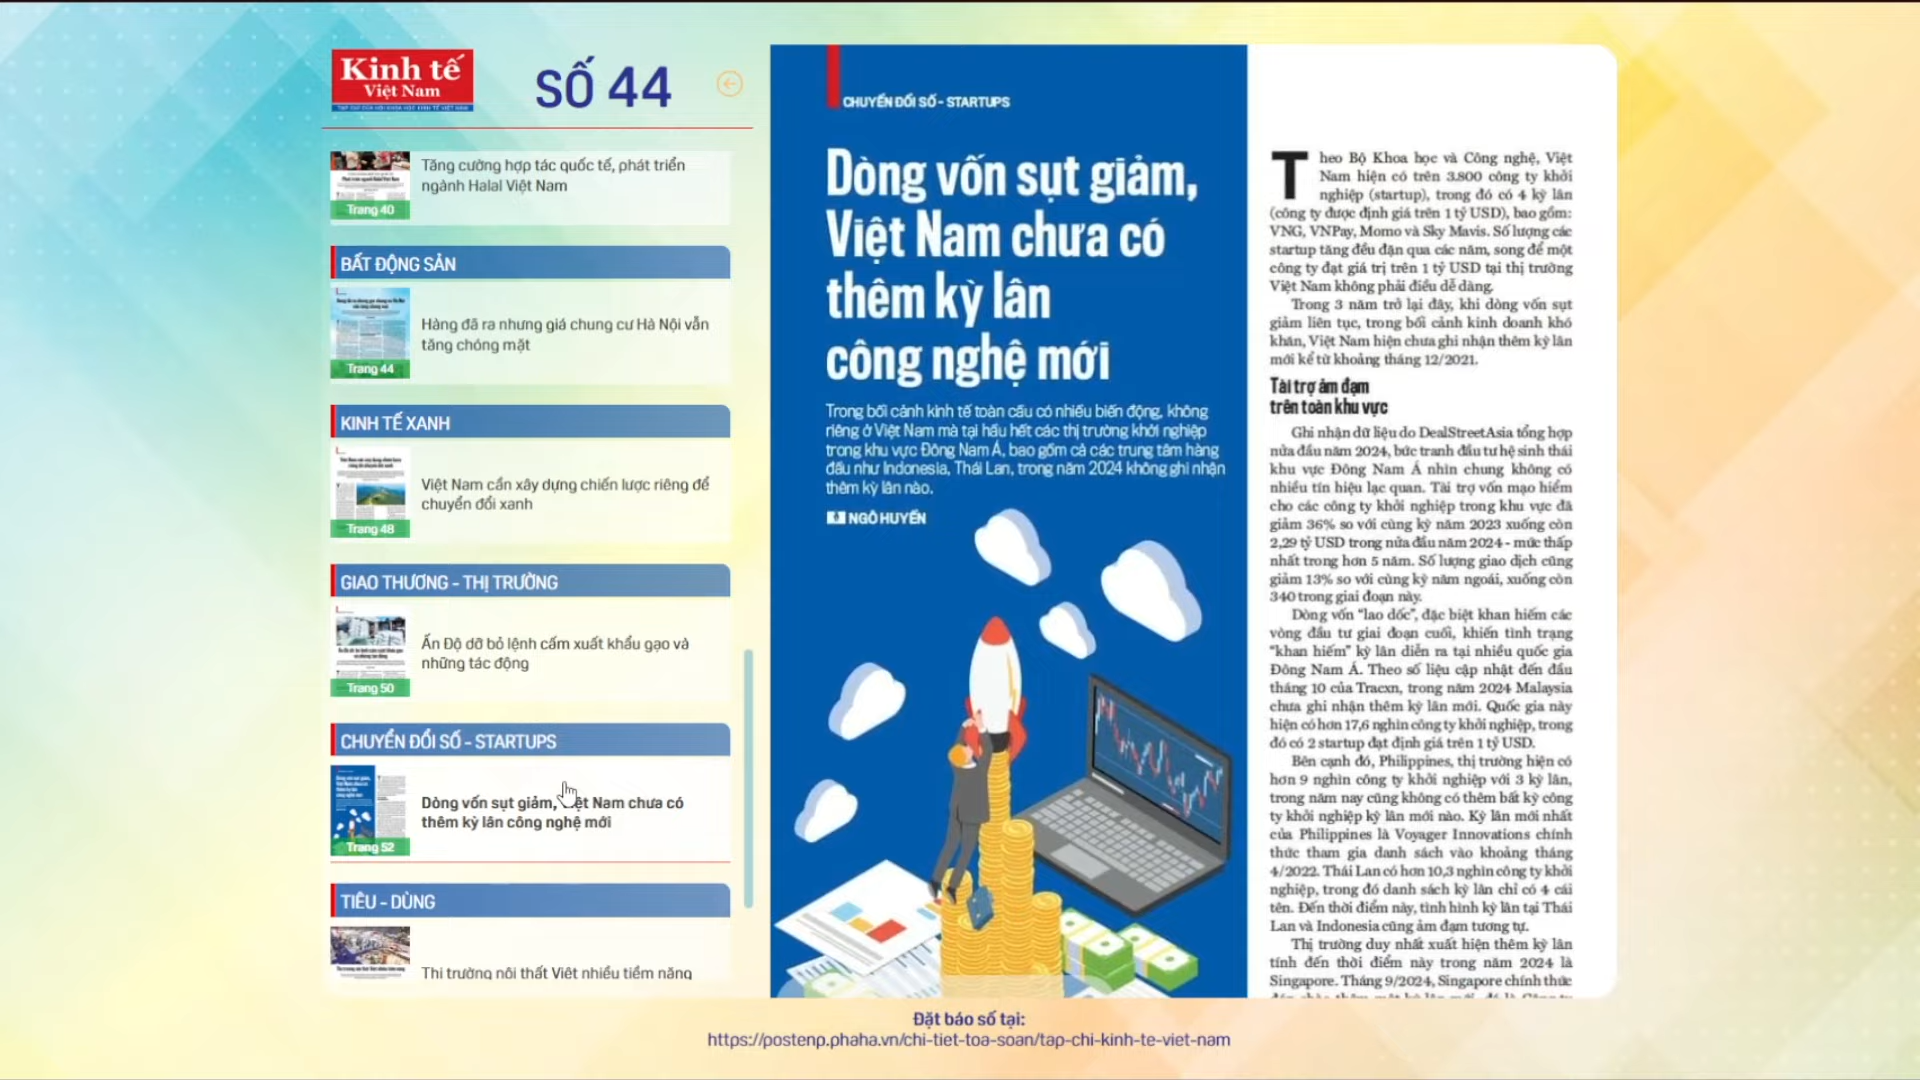 Kinh tế
Việt Nam
TẠP CHÍ CỦA HỘI KHOA HỌC KINH TẾ VIỆT NAM
SỐ 44
Tăng cường hợp tác quốc tế, phát triển
ngành Halal Việt Nam
Trang 40
BẤT ĐỘNG SẢN
Hàng đã ra nhưng giá chung cư Hà Nội vẫn
tăng chóng mặt
Trang 44
KINH TẾ XANH
Việt Nam cần xây dựng chiến lược riêng để
chuyển đổi xanh
Trang 48
GIAO THƯƠNG - THỊ TRƯỜNG
Ấn Độ dỡ bỏ lệnh cấm xuất khẩu gạo và
những tác động
Trang 50
CHUYỂN ĐỔI SỐ - STARTUPS
Dòng vốn sụt giảm, Việt Nam chưa có
thêm kỳ lân công nghệ mới
Trang 52
TIÊU - DÙNG
Thị trường nội thất Việt nhiều tiềm năng
CHUYỂN ĐỔI SỐ - STARTUPS
Dòng vốn sụt giảm,
Việt Nam chưa có
thêm kỳ lân
công nghệ mới
Trong bối cảnh kinh tế toàn cầu có nhiều biến động, không
riêng ở Việt Nam mà tại hầu hết các thị trường khởi nghiệp
trong khu vực Đông Nam Á, bao gồm cả các trung tâm hàng
đầu như Indonesia, Thái Lan, trong năm 2024 không ghi nhận
thêm kỳ lân nào.
NGÔ HUYỀN
Theo Bộ Khoa học và Công nghệ, Việt
Nam hiện có trên 3.800 công ty khởi
nghiệp (startup), trong đó có 4 kỳ lân
(công ty được định giá trên 1 tỷ USD), bao gồm:
VNG, VNPay, Momo và Sky Mavis. Số lượng các
startup tăng đều đặn qua các năm, song để một
công ty đạt giá trị trên 1 tỷ USD tại thị trường
Việt Nam không phải điều dễ dàng.
Trong 3 năm trở lại đây, khi dòng vốn sụt
giảm liên tục, trong bối cảnh kinh doanh khó
khăn, Việt Nam hiện chưa ghi nhận thêm kỳ lân
mới kể từ khoảng tháng 12/2021.
Tài trợ ảm đạm
trên toàn khu vực
Ghi nhận dữ liệu do DealStreetAsia tổng hợp
nửa đầu năm 2024, bức tranh đầu tư hệ sinh thái
khu vực Đông Nam Á nhìn chung không có
nhiều tín hiệu lạc quan. Tài trợ vốn mạo hiểm
cho các công ty khởi nghiệp trong khu vực đã
giảm 36% so với cùng kỳ năm 2023 xuống còn
2,29 tỷ USD trong nửa đầu năm 2024 - mức thấp
nhất trong hơn 5 năm. Số lượng giao dịch cũng
giảm 13% so với cùng kỳ năm ngoái, xuống còn
340 trong giai đoạn này.
Dòng vốn "lao dốc", đặc biệt khan hiếm các
vòng đầu tư giai đoạn cuối, khiến tình trạng
"khan hiếm" kỳ lân diễn ra tại nhiều quốc gia
Đông Nam Á. Theo số liệu cập nhật đến đầu
tháng 10 của Tracxn, trong năm 2024 Malaysia
chưa ghi nhận thêm kỳ lân mới. Quốc gia này
hiện có hơn 17,6 nghìn công ty khởi nghiệp, trong
đó có 2 startup đạt định giá trên 1 tỷ USD.
Bên cạnh đó, Philippines, thị trường hiện có
hơn 9 nghìn công ty khởi nghiệp với 3 kỳ lân,
trong năm nay cũng không có thêm bất kỳ công
ty khởi nghiệp kỳ lân mới nào. Kỳ lân mới nhất
của Philippines là Voyager Innovations chính
thức tham gia danh sách vào khoảng tháng
4/2022. Thái Lan có hơn 10,3 nghìn công ty khởi
nghiệp, trong đó danh sách kỳ lân chỉ có 4 cái
tên. Đến thời điểm này, tình hình kỳ lân tại Thái
Lan và Indonesia cũng ảm đạm tương tự.
Thị trường duy nhất xuất hiện thêm kỳ lân
tính đến thời điểm này trong năm 2024 là
Singapore. Tháng 9/2024, Singapore chính thức
Đặt báo số tại:
https://postenp.phaha.vn/chi-tiet-toa-soan/tap-chi-kinh-te-viet-nam